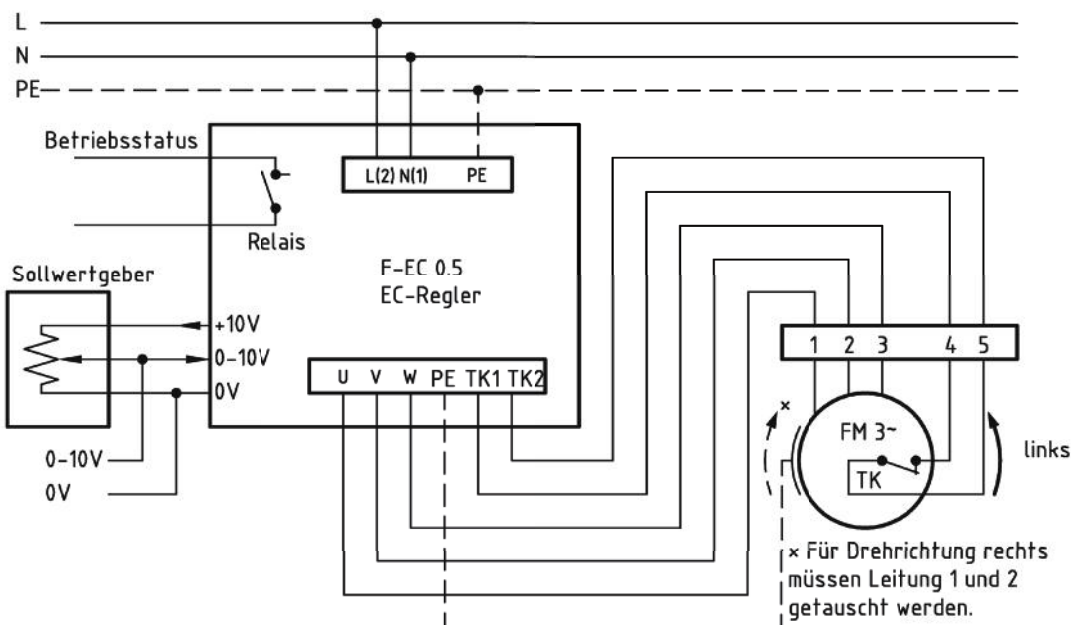 L
N
PE
Betriebsstatus
L(2) N(1) PE
Relais
F-EC 0.5
EC-Regler
Sollwertgeber
+10V
0-10V
0V
U V W PE TK1 TK2
0-10V
0V
1 2 3 4 5
×
FM 3~
TK
links
× Für Drehrichtung rechts
müssen Leitung 1 und 2
getauscht werden.